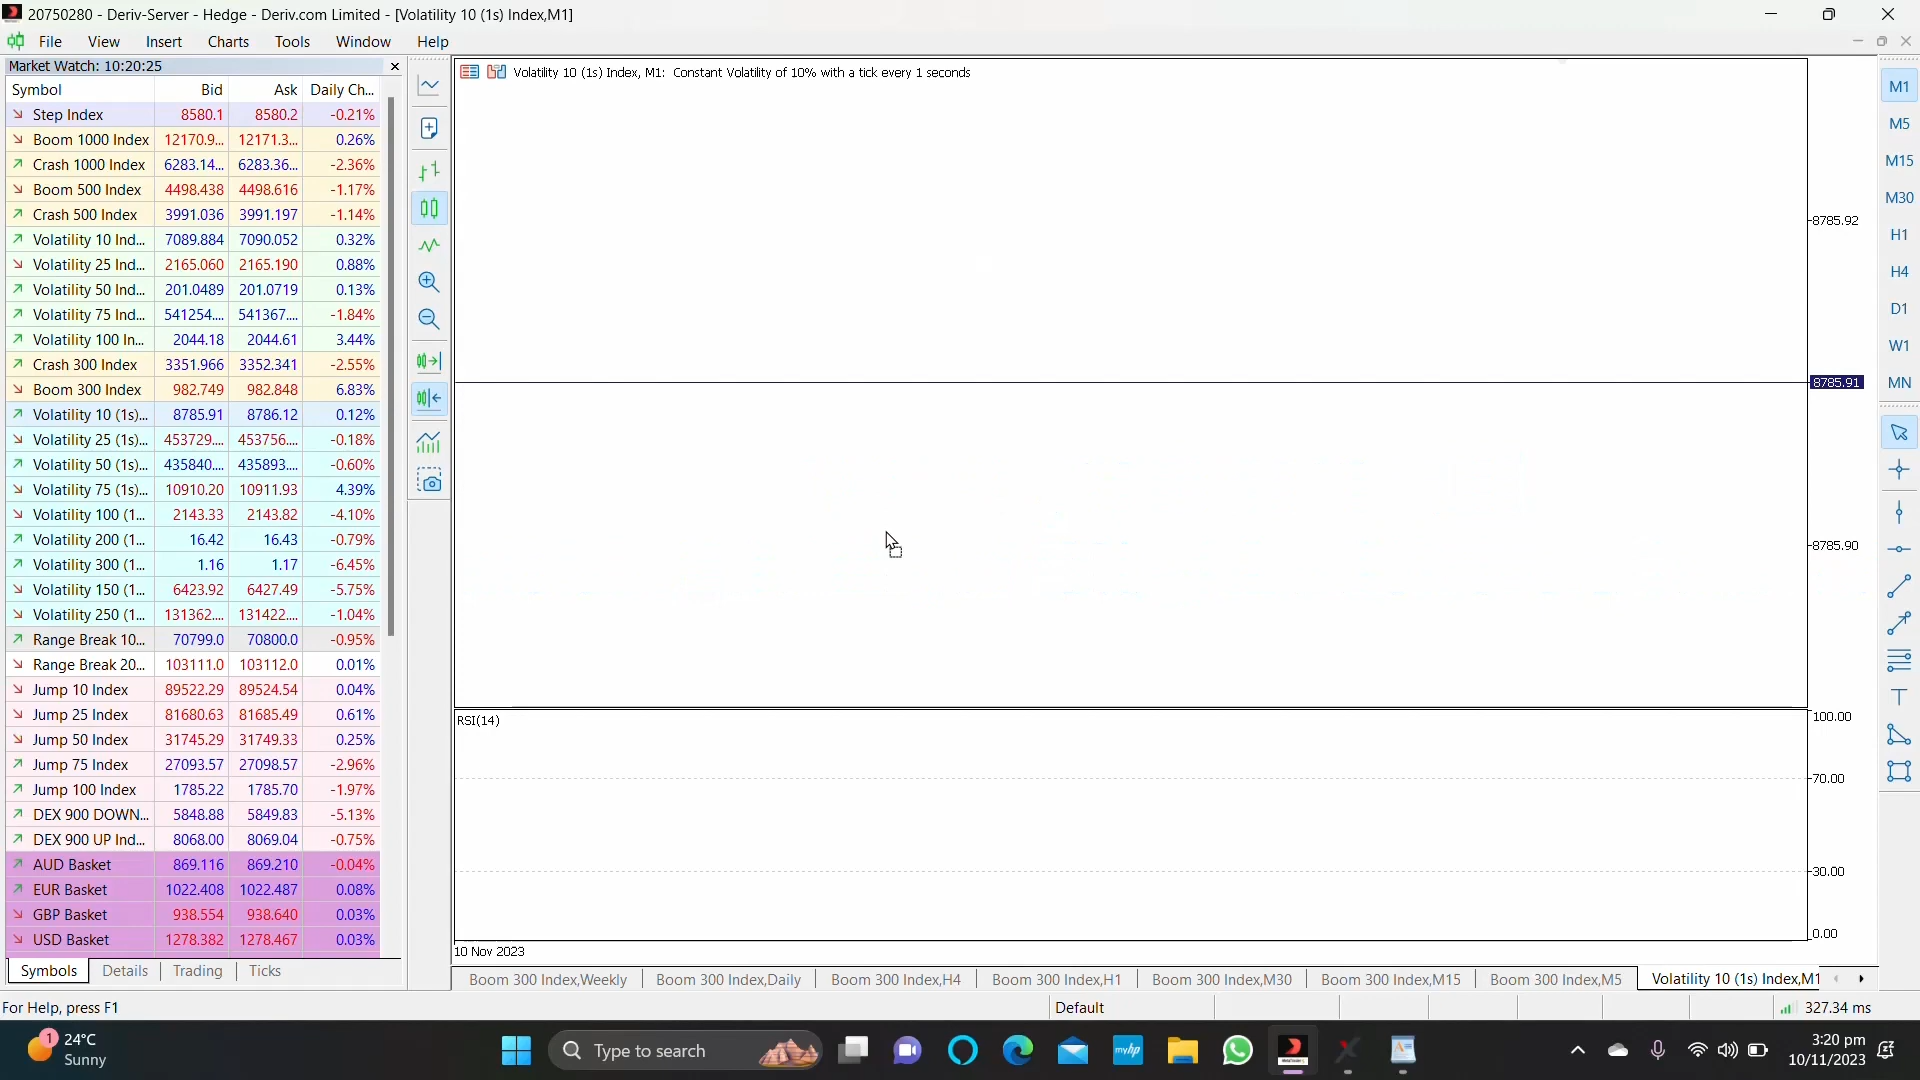 20750280 - Deriv-Server - Hedge - Deriv.com Limited - [Volatility 10 (1s) Index,M1]
File View Insert Charts Tools Window Help
Market Watch: 10:20:25
Symbol Bid Ask Daily Ch...
Step Index 8580.1 8580.2 -0.21%
Boom 1000 Index 12170.9... 12171.3... 0.26%
Crash 1000 Index 6283.14... 6283.36... -2.36%
Boom 500 Index 4498.438 4498.616 -1.17%
Crash 500 Index 3991.036 3991.197 -1.14%
Volatility 10 Ind... 7089.884 7090.052 0.32%
Volatility 25 Ind... 2165.060 2165.190 0.88%
Volatility 50 Ind... 201.0489 201.0719 0.13%
Volatility 75 Ind... 541254.... 541367.... -1.84%
Volatility 100 In... 2044.18 2044.61 3.44%
Crash 300 Index 3351.966 3352.341 -2.55%
Boom 300 Index 982.749 982.848 6.83%
Volatility 10 (1s)... 8785.91 8786.12 0.12%
Volatility 25 (1s)... 453729.... 453756.... -0.18%
Volatility 50 (1s)... 435840.... 435893.... -0.60%
Volatility 75 (1s)... 10910.20 10911.93 4.39%
Volatility 100 (1... 2143.33 2143.82 -4.10%
Volatility 200 (1... 16.42 16.43 -0.79%
Volatility 300 (1... 1.16 1.17 -6.45%
Volatility 150 (1... 6423.92 6427.49 -5.75%
Volatility 250 (1... 131362.... 131422.... -1.04%
Range Break 10... 70799.0 70800.0 -0.95%
Range Break 20... 103111.0 103112.0 0.01%
Jump 10 Index 89522.29 89524.54 0.04%
Jump 25 Index 81680.63 81685.49 0.61%
Jump 50 Index 31745.29 31749.33 0.25%
Jump 75 Index 27093.57 27098.57 -2.96%
Jump 100 Index 1785.22 1785.70 -1.97%
DEX 900 DOWN... 5848.88 5849.83 -5.13%
DEX 900 UP Ind... 8068.00 8069.04 -0.75%
AUD Basket 869.116 869.210 -0.04%
EUR Basket 1022.408 1022.487 0.08%
GBP Basket 938.554 938.640 0.03%
USD Basket 1278.382 1278.467 0.03%
Symbols Details Trading Ticks
Volatility 10 (1s) Index, M1: Constant Volatility of 10% with a tick every 1 seconds
8785.92
8785.91
8785.90
RSI(14)
100.00
70.00
30.00
0.00
10 Nov 2023
M1
M5
M15
M30
H1
H4
D1
W1
MN
T
Boom 300 Index,Weekly Boom 300 Index,Daily Boom 300 Index,H4 Boom 300 Index,H1 Boom 300 Index,M30 Boom 300 Index,M15 Boom 300 Index,M5 Volatility 10 (1s) Index,M1
For Help, press F1 Default 327.34 ms
1
24°C
Sunny
Type to search
myhp
3:20 pm
10/11/2023